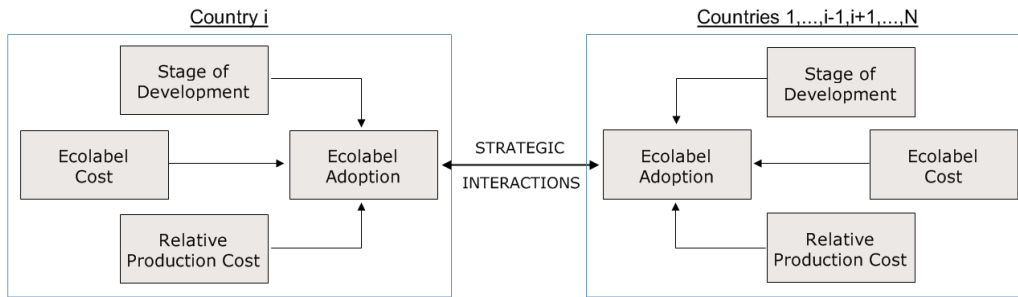 Country i
Stage of
Development
Ecolabel
Cost
Ecolabel
Adoption
Relative
Production Cost
STRATEGIC
INTERACTIONS
Countries 1,...,i-1,i+1,...,N
Stage of
Development
Ecolabel
Adoption
Ecolabel
Cost
Relative
Production Cost